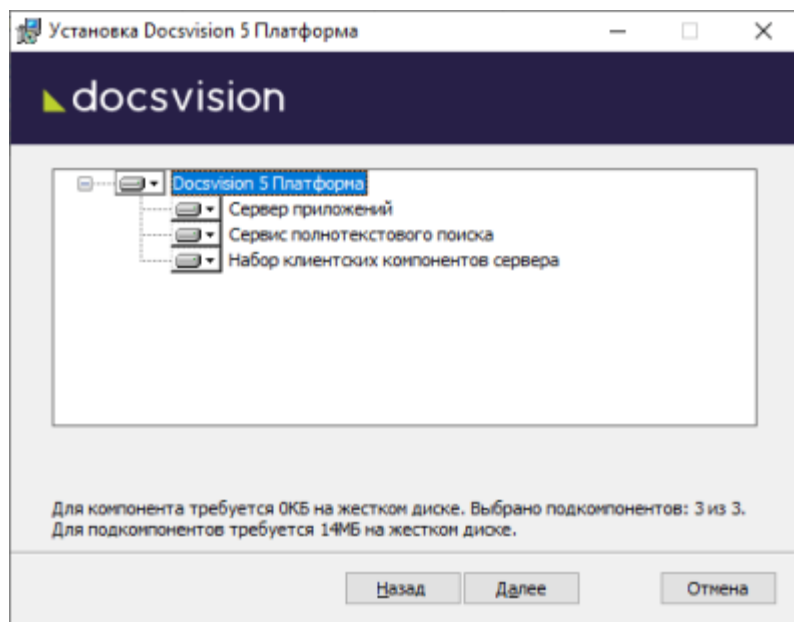 Установка Docsvision 5 Платформа
docsvision
Docsvision 5 Платформа
Сервер приложений
Сервис полнотекстового поиска
Набор клиентских компонентов сервера
Для компонента требуется 0КБ на жестком диске. Выбрано подкомпонентов: 3 из 3.
Для подкомпонентов требуется 14МБ на жестком диске.
Назад Далее Отмена